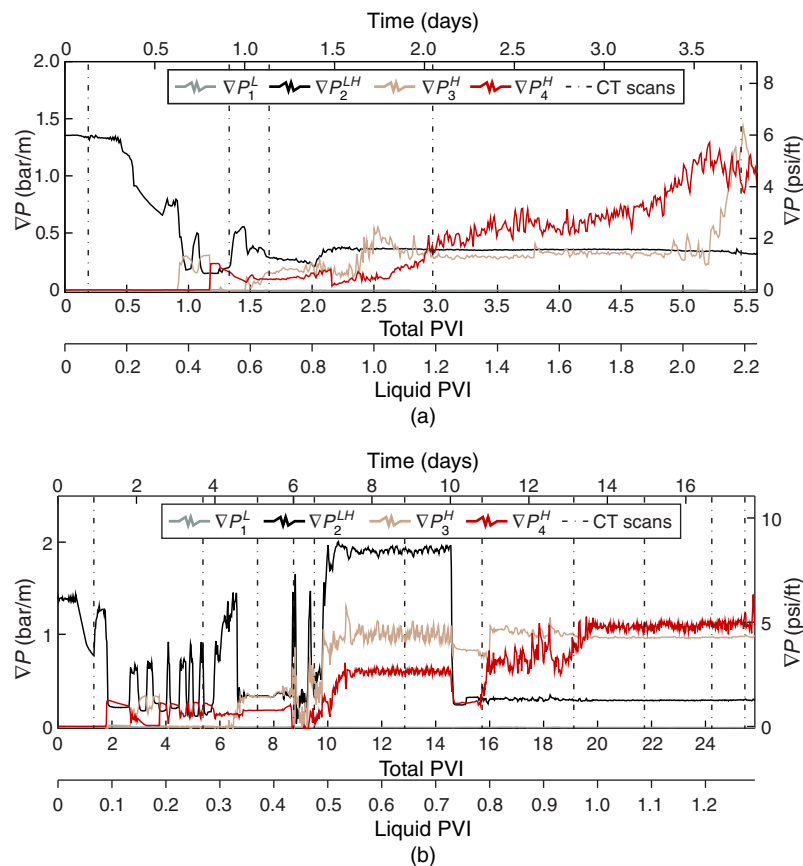 Time (days)
0 0.5 1.0 1.5 2.0 2.5 3.0 3.5
2.0 8
∇P₁ᴸ ∇P₂ᴸᴴ ∇P₃ᴴ ∇P₄ᴴ CT scans
1.5
6
1.0
4
0.5
2
0 0
∇P (bar/m)
∇P (psi/ft)
0 0.5 1.0 1.5 2.0 2.5 3.0 3.5 4.0 4.5 5.0 5.5
Total PVI
0 0.2 0.4 0.6 0.8 1.0 1.2 1.4 1.6 1.8 2.0 2.2
Liquid PVI
(a)
Time (days)
0 2 4 6 8 10 12 14 16
∇P₁ᴸ ∇P₂ᴸᴴ ∇P₃ᴴ ∇P₄ᴴ CT scans
10
2
1 5
0 0
∇P (bar/m)
∇P (psi/ft)
0 2 4 6 8 10 12 14 16 18 20 22 24
Total PVI
0 0.1 0.2 0.3 0.4 0.5 0.6 0.7 0.8 0.9 1.0 1.1 1.2
Liquid PVI
(b)